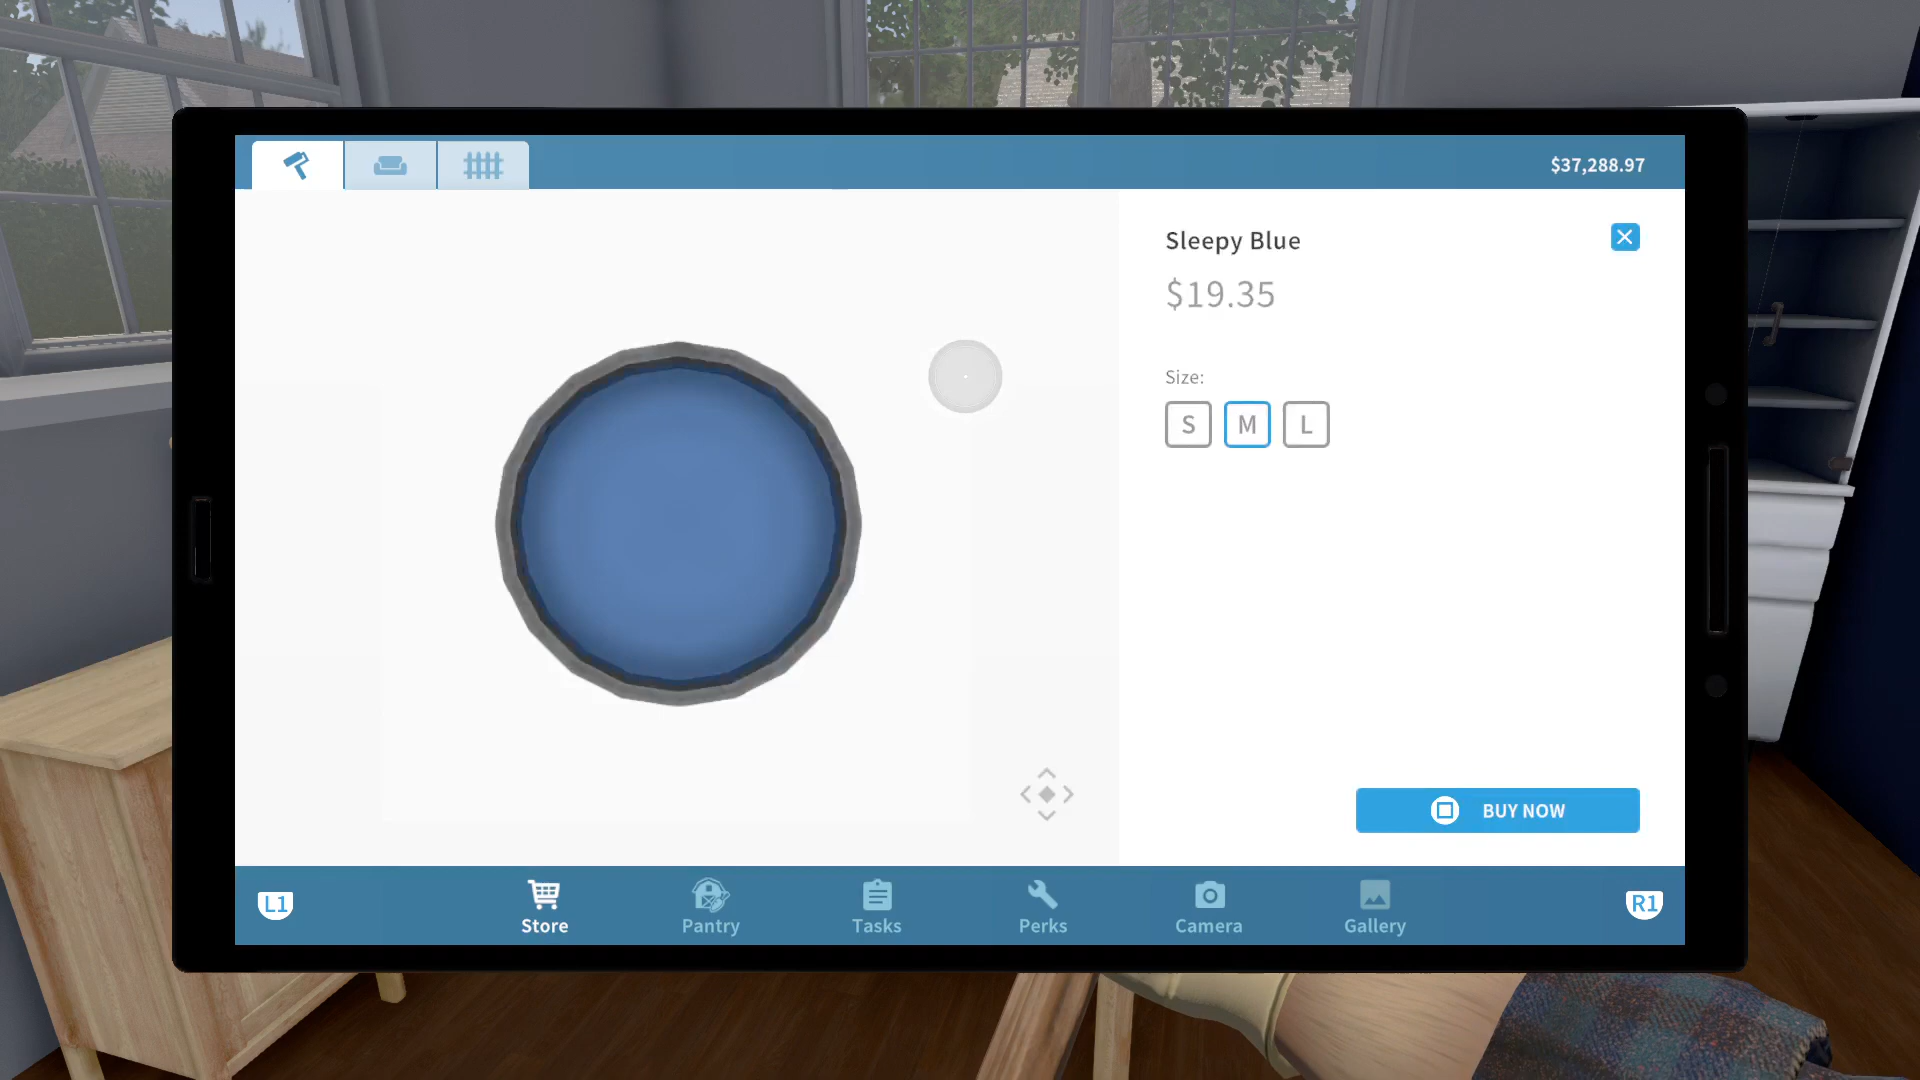 $37,288.97
Sleepy Blue
$19.35
Size:
S M L
BUY NOW
L1
Store
Pantry
Tasks
Perks
Camera
Gallery
R1